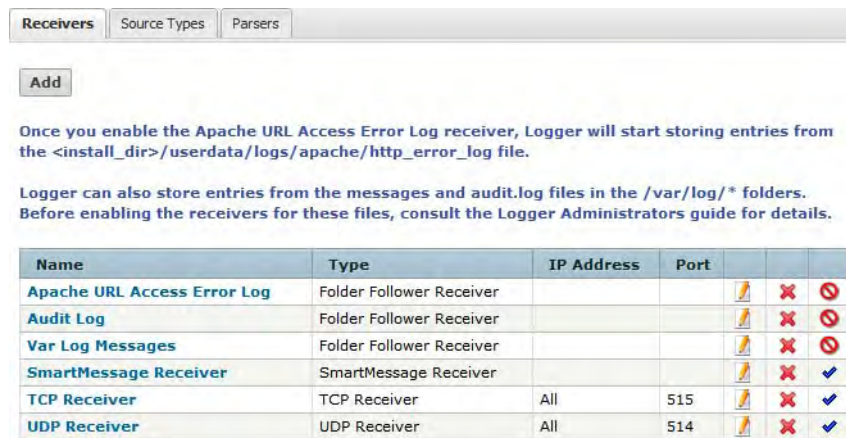 Receivers Source Types Parsers
Add
Once you enable the Apache URL Access Error Log receiver, Logger will start storing entries from
the <install_dir>/userdata/logs/apache/http_error_log file.
Logger can also store entries from the messages and audit.log files in the /var/log/* folders.
Before enabling the receivers for these files, consult the Logger Administrators guide for details.
Name Type IP Address Port
Apache URL Access Error Log Folder Follower Receiver
Audit Log Folder Follower Receiver
Var Log Messages Folder Follower Receiver
SmartMessage Receiver SmartMessage Receiver
TCP Receiver TCP Receiver All 515
UDP Receiver UDP Receiver All 514